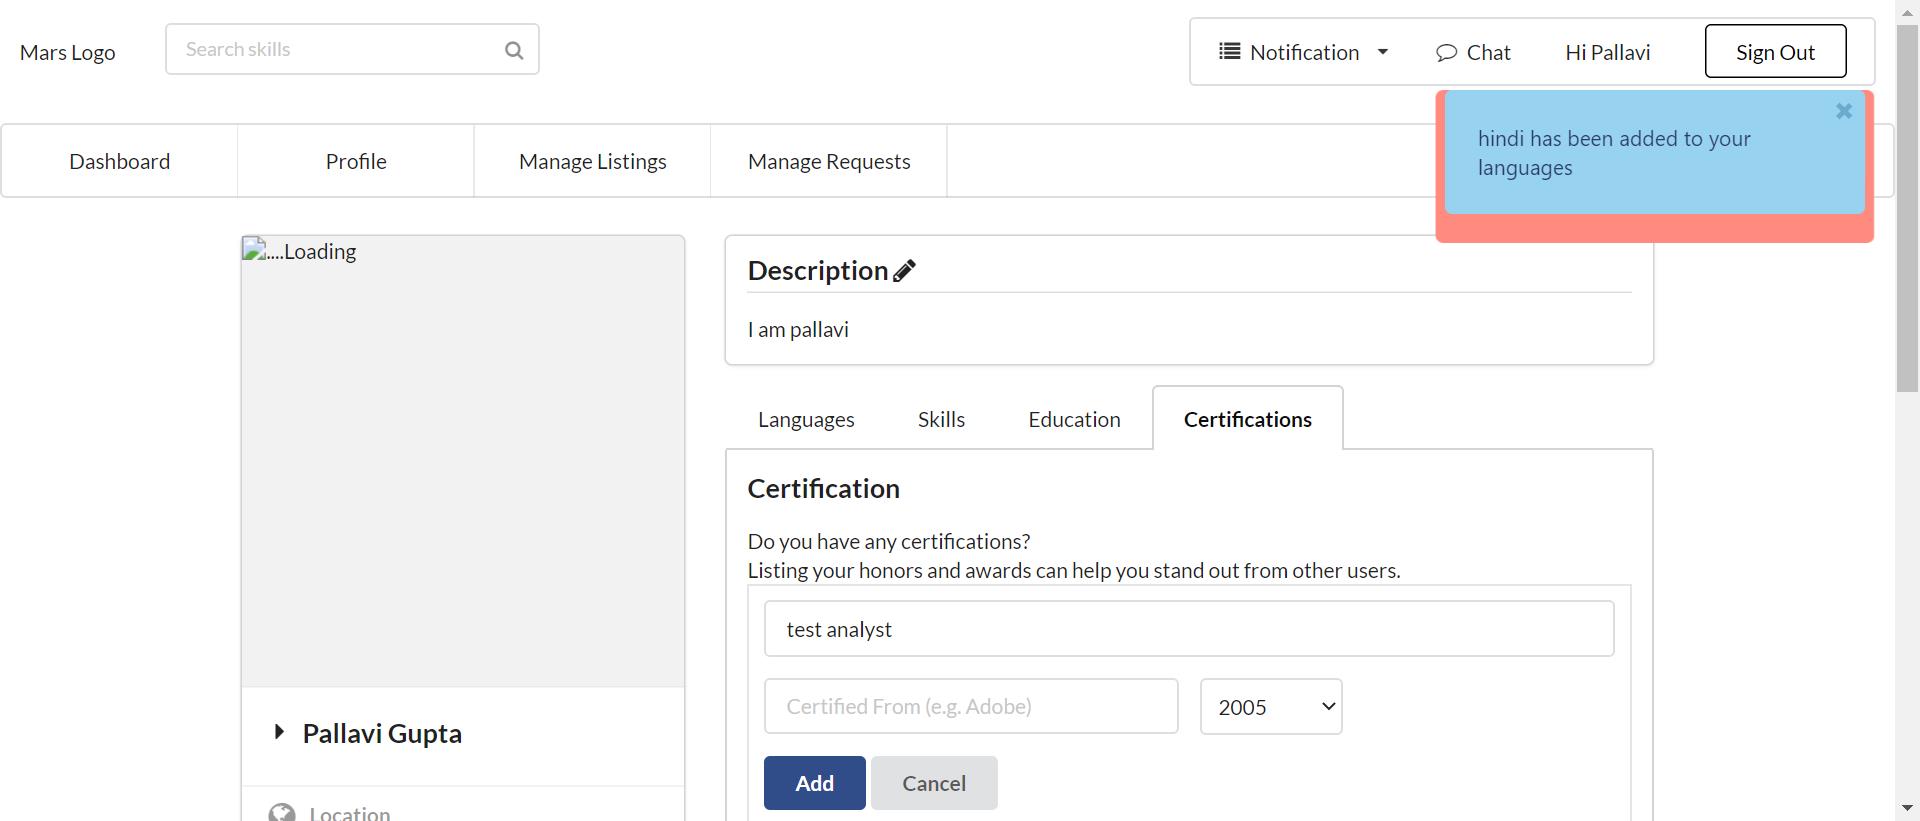 Mars Logo
Search skills
Notification
Chat
Hi Pallavi
Sign Out
hindi has been added to your
languages
Dashboard
Profile
Manage Listings
Manage Requests
....Loading
Description
I am pallavi
Languages
Skills
Education
Certifications
Certification
Do you have any certifications?
Listing your honors and awards can help you stand out from other users.
test analyst
Certified From (e.g. Adobe)
2005
Add
Cancel
Pallavi Gupta
Location